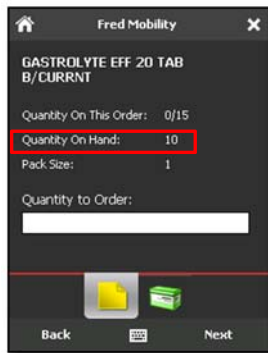 Fred Mobility
GASTROLYTE EFF 20 TAB
B/CURRNT
Quantity On This Order: 0/15
Quantity On Hand: 10
Pack Size: 1
Quantity to Order:
Back Next